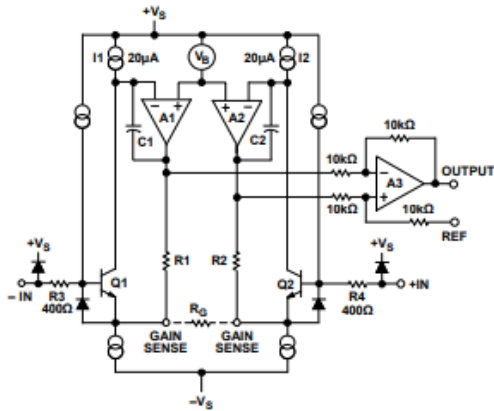 +VS
I1 20µA VB 20µA I2
− + + −
A1 A2
C1 C2
10kΩ
10kΩ − OUTPUT
A3
10kΩ + 10kΩ
REF
+VS +VS
R1 R2
− IN R3 Q1 Q2 R4 +IN
400Ω 400Ω
RG
GAIN SENSE GAIN SENSE
−VS